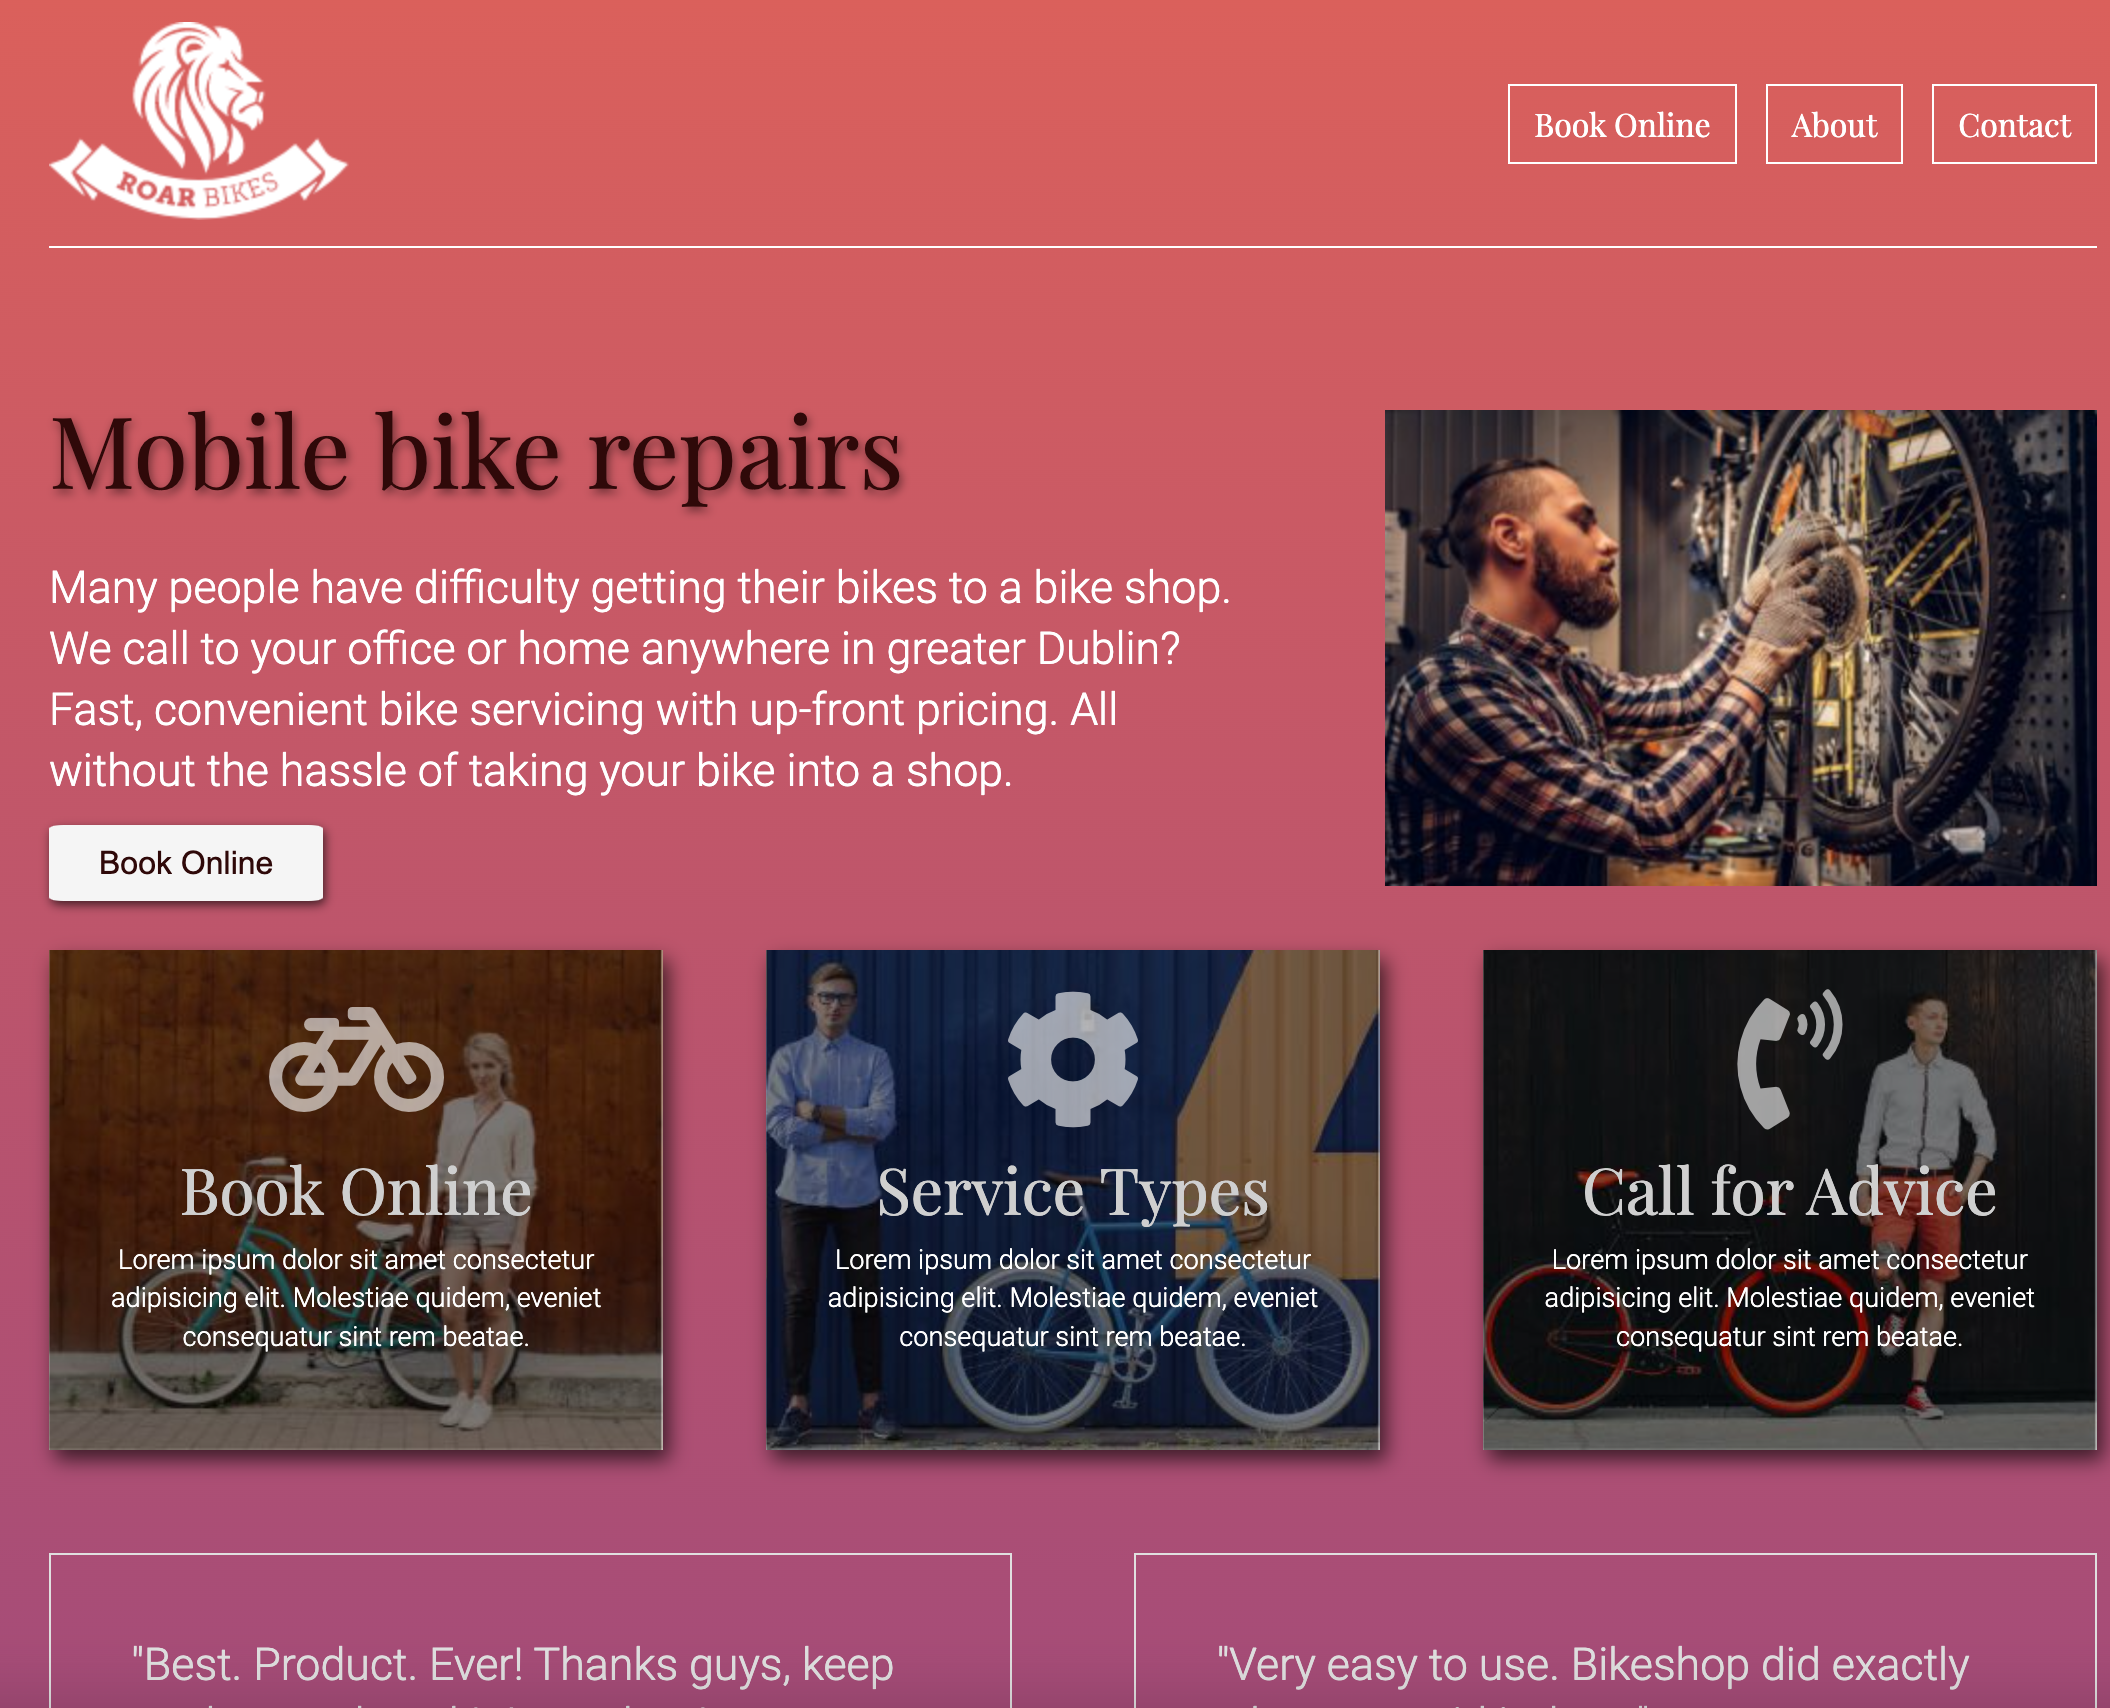 ROAR BIKES
Book Online
About
Contact
Mobile bike repairs
Many people have difficulty getting their bikes to a bike shop.
We call to your office or home anywhere in greater Dublin?
Fast, convenient bike servicing with up-front pricing. All
without the hassle of taking your bike into a shop.
Book Online
Book Online
Lorem ipsum dolor sit amet consectetur
adipisicing elit. Molestiae quidem, eveniet
consequatur sint rem beatae.
Service Types
Lorem ipsum dolor sit amet consectetur
adipisicing elit. Molestiae quidem, eveniet
consequatur sint rem beatae.
Call for Advice
Lorem ipsum dolor sit amet consectetur
adipisicing elit. Molestiae quidem, eveniet
consequatur sint rem beatae.
"Best. Product. Ever! Thanks guys, keep
"Very easy to use. Bikeshop did exactly